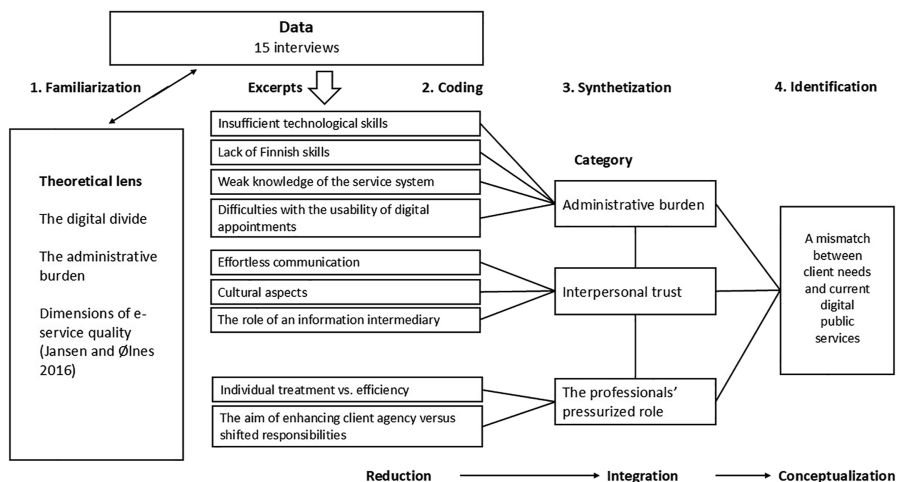 Data
15 interviews
1. Familiarization
Excerpts
2. Coding
3. Synthetization
4. Identification
Theoretical lens
The digital divide
The administrative
burden
Dimensions of e-
service quality
(Jansen and Ølnes
2016)
Insufficient technological skills
Lack of Finnish skills
Weak knowledge of the service system
Difficulties with the usability of digital
appointments
Effortless communication
Cultural aspects
The role of an information intermediary
Individual treatment vs. efficiency
The aim of enhancing client agency versus
shifted responsibilities
Category
Administrative burden
Interpersonal trust
The professionals’
pressurized role
A mismatch
between
client needs
and current
digital
public
services
Reduction
Integration
Conceptualization